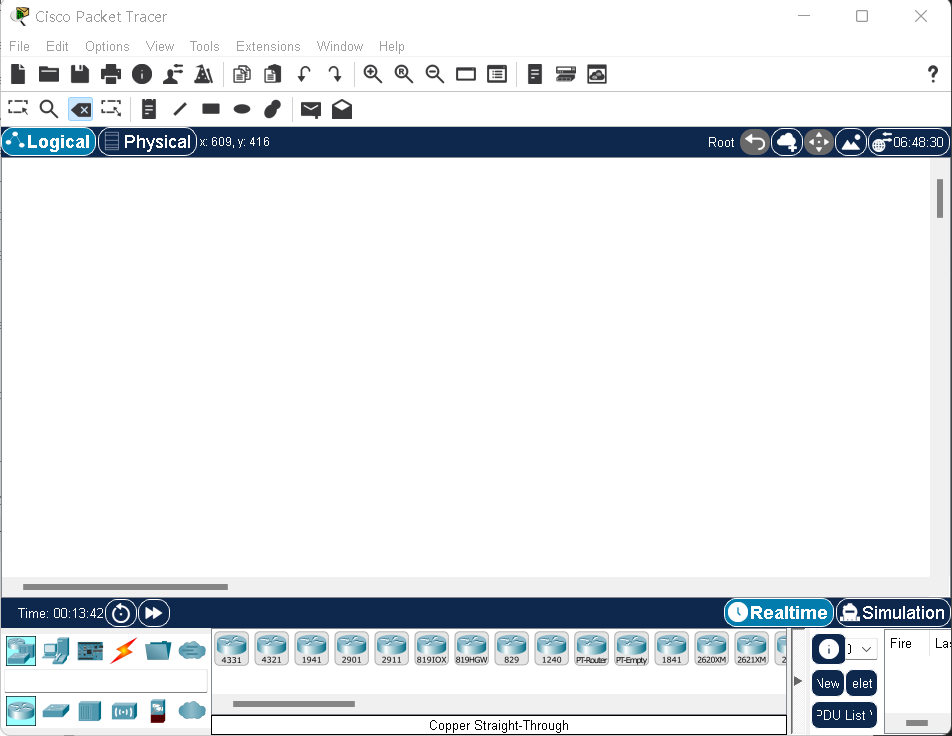 Cisco Packet Tracer
File Edit Options View Tools Extensions Window Help
?
Logical Physical x: 609, y: 416 Root 06:48:30
Time: 00:13:42 Realtime Simulation
4331 4321 1941 2901 2911 819IOX 819HGW 829 1240 PT-Router PT-Empty 1841 2620XM 2621XM 2
Fire Las
New elet
PDU List
Copper Straight-Through